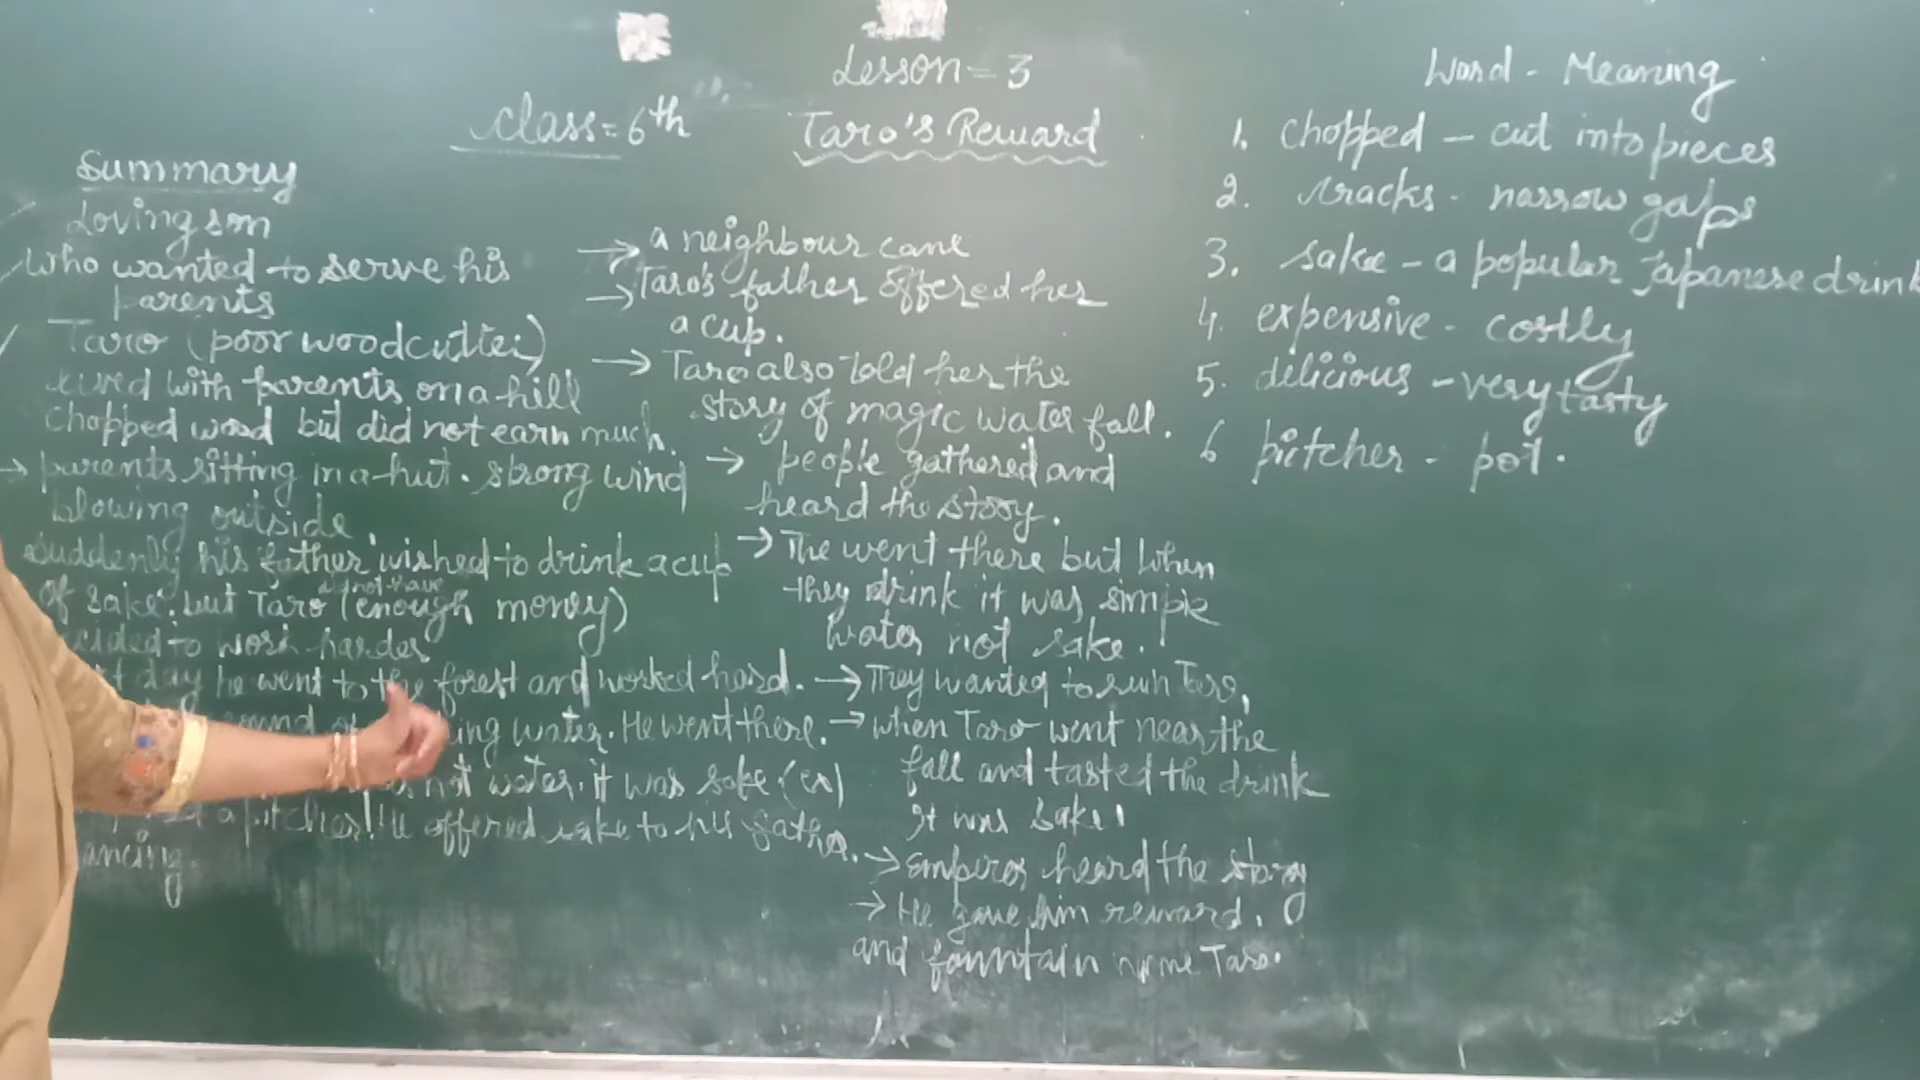 Lesson = 3
Class = 6th
Taro's Reward
Summary
Loving son
Who wanted to serve his
parents
Taro (poor woodcutter)
lived with parents on a hill
chopped wood but did not earn much.
→ parents sitting in a hut. strong wind
blowing outside.
Suddenly his father wished to drink a cup
did not have
of sake. but Taro (enough money)
decided to work harder
day he went to the forest and worked hard.
sound of water. He went there.
not water. it was sake
a pitcher. He offered sake to his father.
→ a neighbour came
→ Taro's father offered her
a cup.
→ Taro also told her the
story of magic water fall.
→ people gathered and
heard the story.
→ The went there but when
they drink it was simple
water not sake.
→ They wanted to Taro.
→ when Taro went near the
fall and tasted the drink
It was sake.
→ Emperor heard the story
→ He gave him reward.
and fountain name Taro.
Word - Meaning
1. chopped - cut into pieces
2. cracks - narrow gaps
3. sake - a popular Japanese drink
4. expensive - costly
5. delicious - very tasty
6 pictcher - pot.